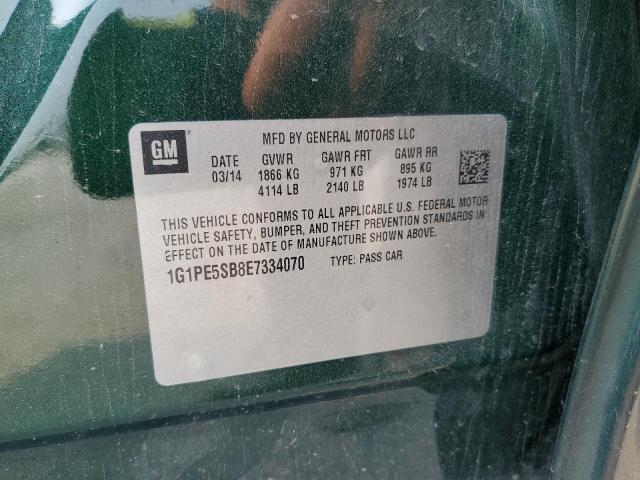 GM
MFD BY GENERAL MOTORS LLC
DATE GVWR GAWR FRT GAWR RR
03/14 1866 KG 971 KG 895 KG
4114 LB 2140 LB 1974 LB
THIS VEHICLE CONFORMS TO ALL APPLICABLE U.S. FEDERAL MOTOR
VEHICLE SAFETY, BUMPER, AND THEFT PREVENTION STANDARDS IN
EFFECT ON THE DATE OF MANUFACTURE SHOWN ABOVE.
1G1PE5SB8E7334070 TYPE: PASS CAR